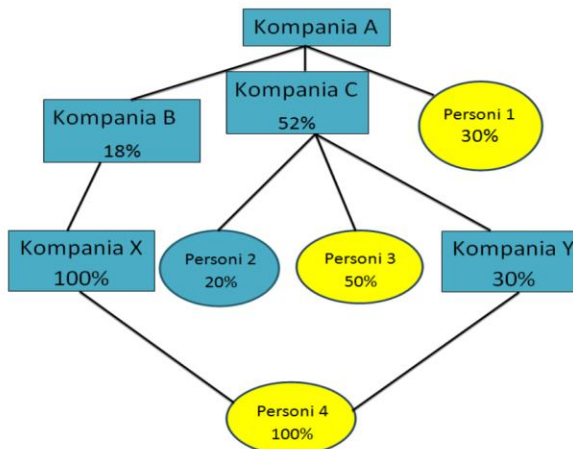 Kompania A
Kompania B
18%
Kompania C
52%
Personi 1
30%
Kompania X
100%
Personi 2
20%
Personi 3
50%
Kompania Y
30%
Personi 4
100%